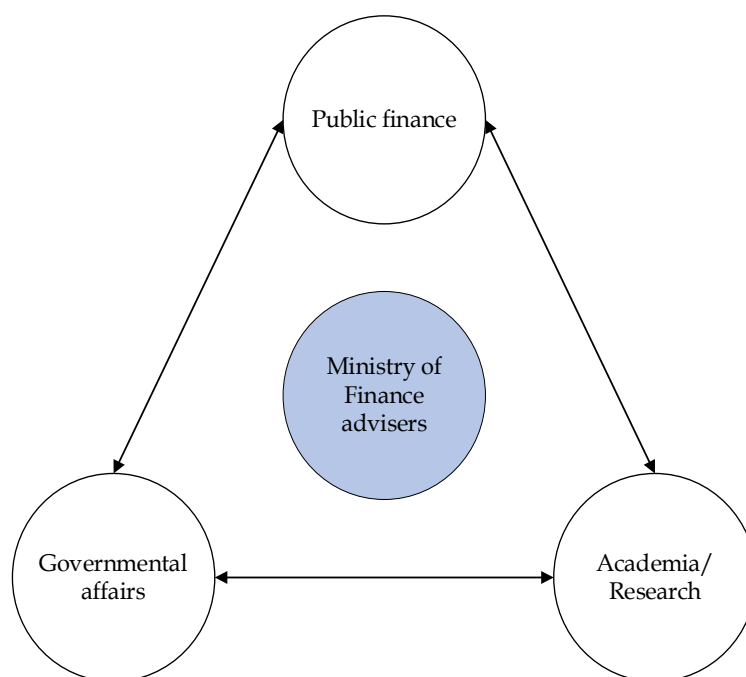 Public finance
Ministry of
Finance
advisers
Governmental
affairs
Academia/
Research